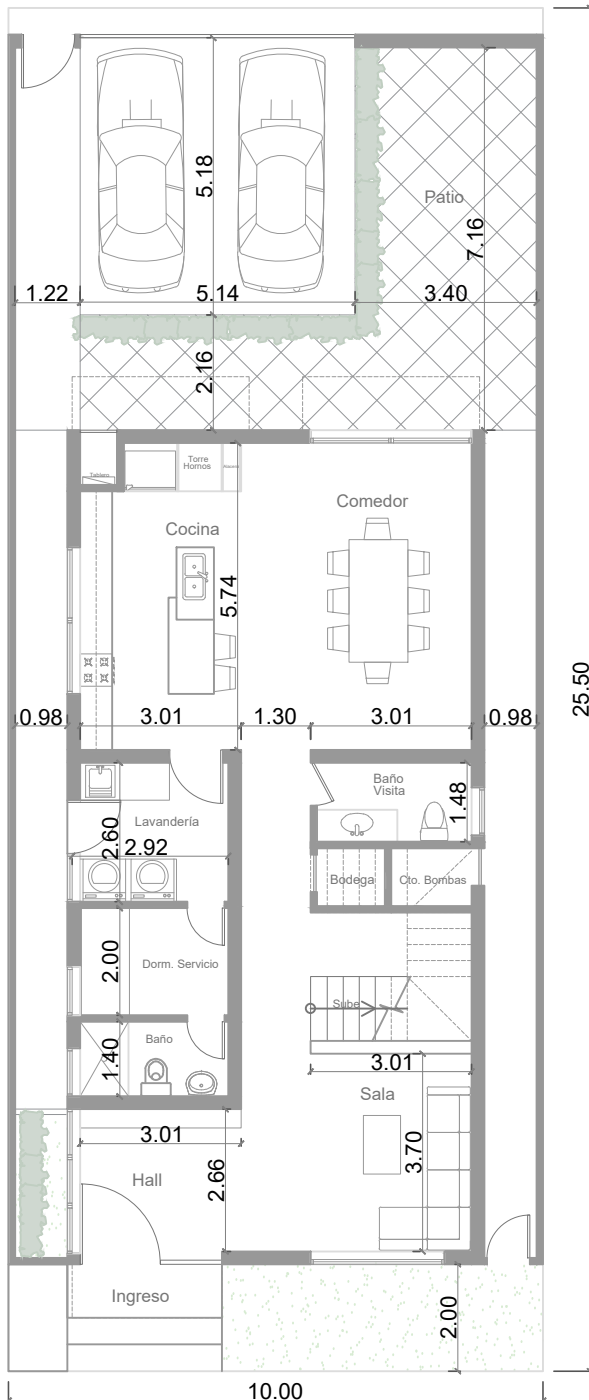 5.18
Patio
7.16
1.22
5.14
3.40
2.16
Torre
Hornos
Tablero
Cocina
Comedor
5.74
25.50
0.98
3.01
1.30
3.01
0.98
Baño
Visita
1.48
Lavandería
2.60
2.92
Bodega
Cto. Bombas
2.00
Dorm. Servicio
Sube
Baño
1.40
3.01
Sala
3.01
3.70
Hall
2.66
Ingreso
2.00
10.00